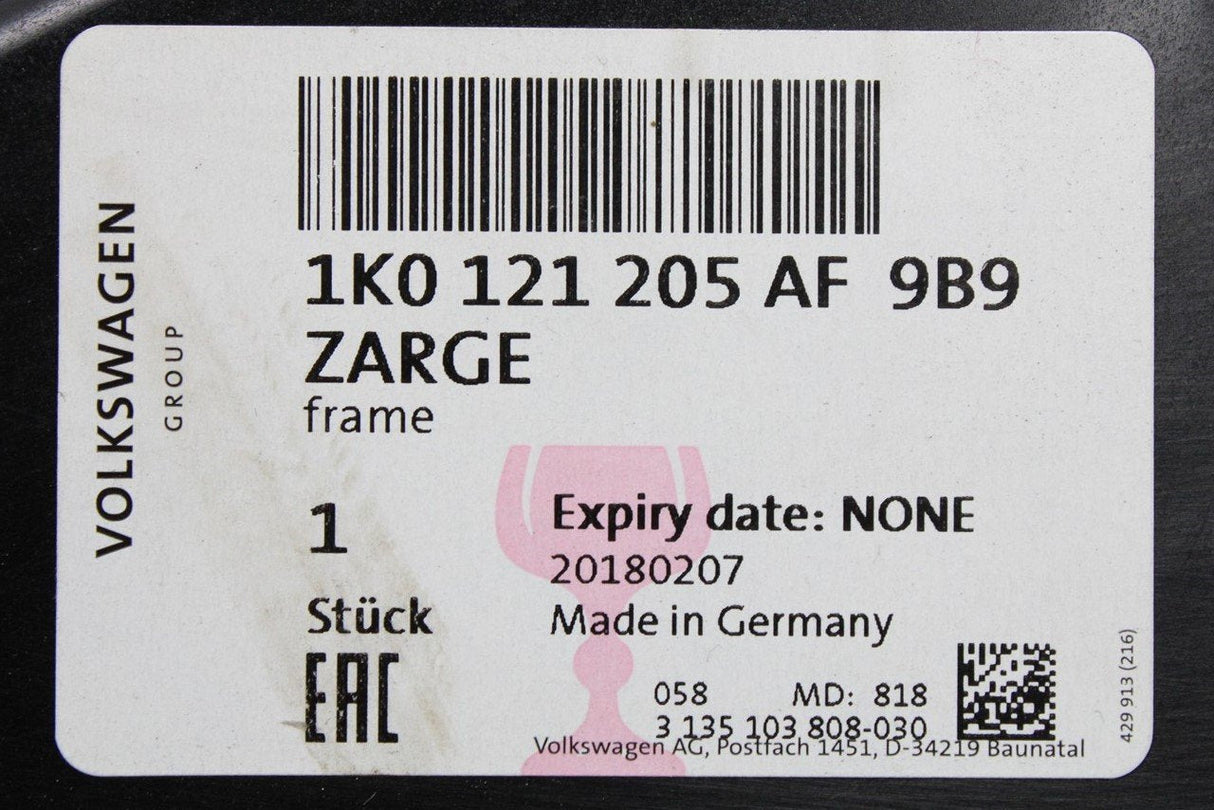 VOLKSWAGEN
GROUP
1K0 121 205 AF 9B9
ZARGE
frame
1
Stück
EAC
Expiry date: NONE
20180207
Made in Germany
058 MD: 818
3 135 103 808-030
Volkswagen AG, Postfach 1451, D-34219 Baunatal
429 913 (216)